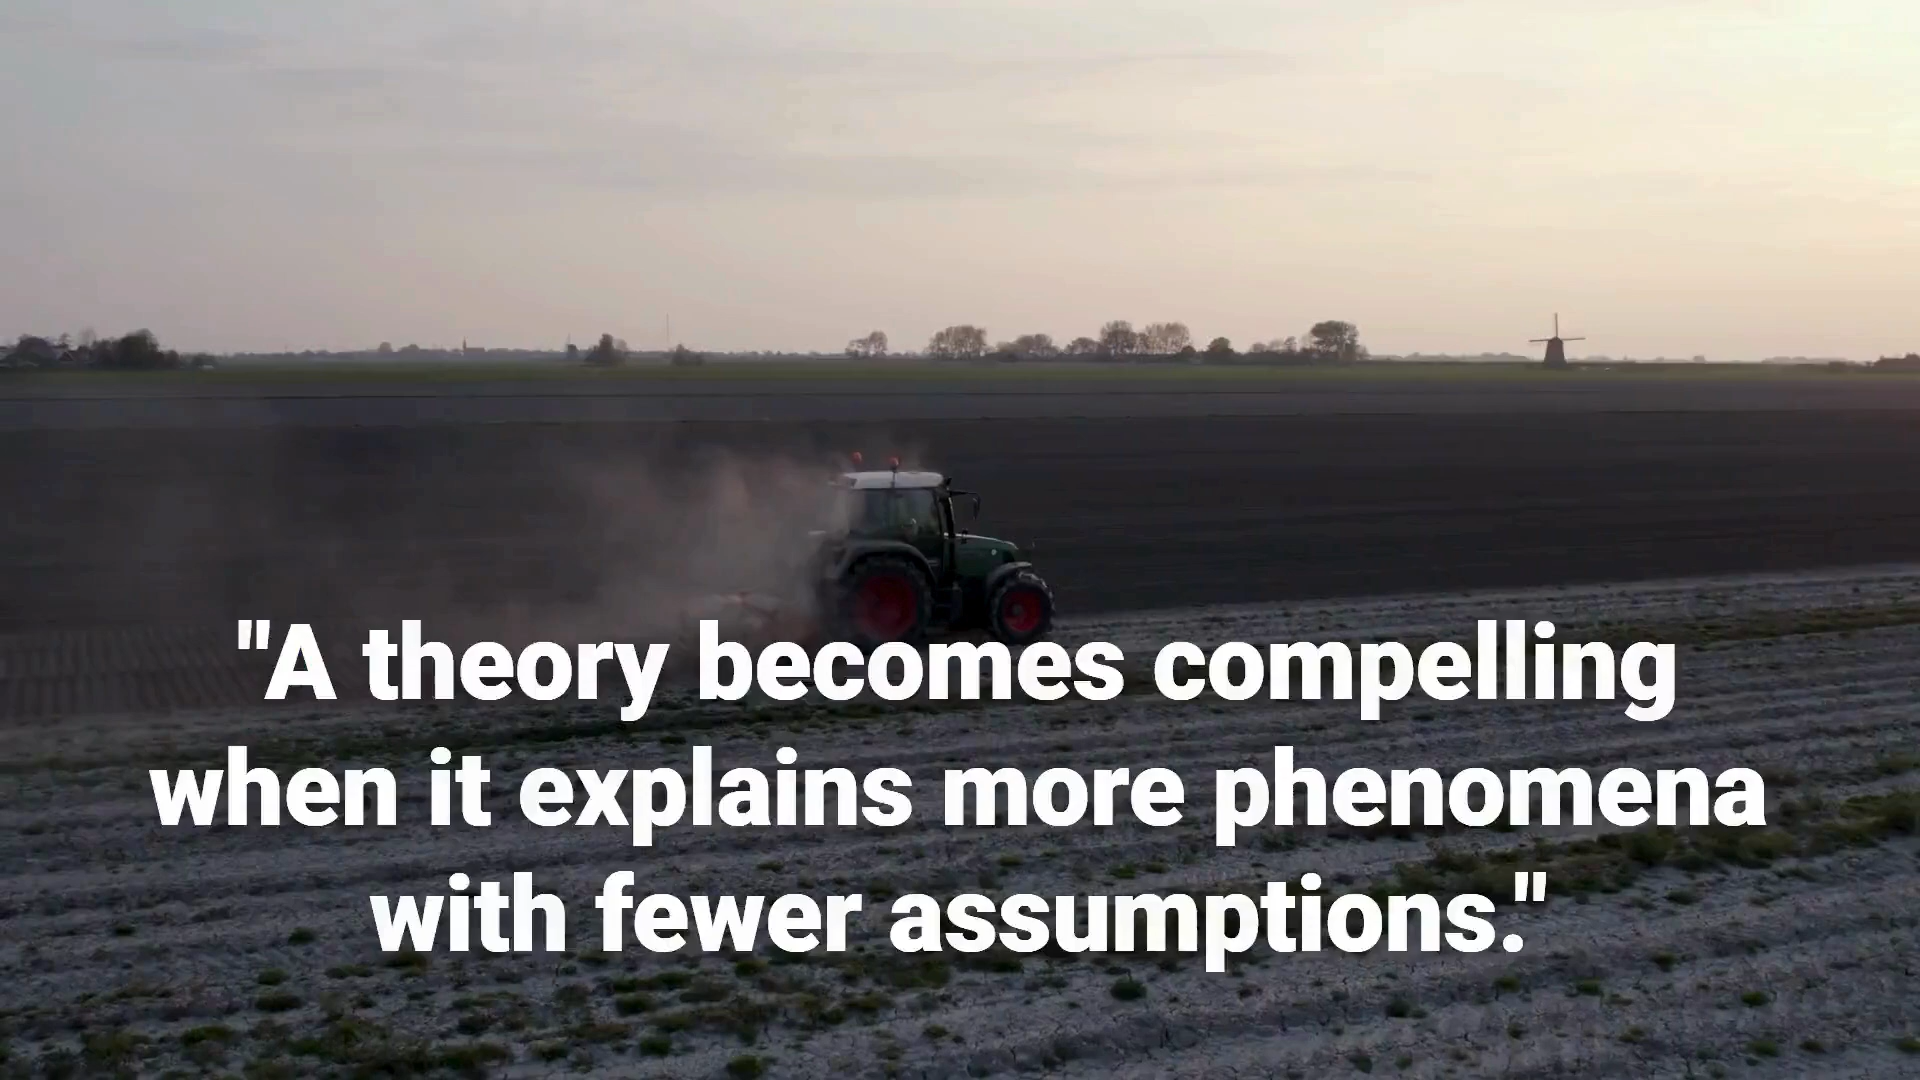 "A theory becomes compelling
when it explains more phenomena
with fewer assumptions."